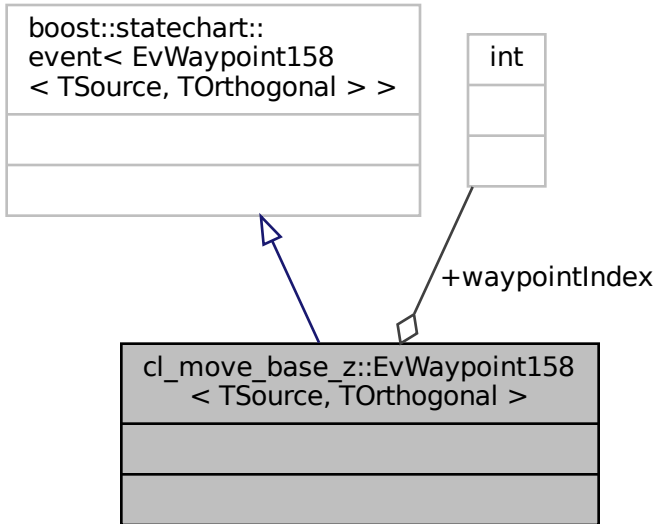 boost::statechart::
event< EvWaypoint158
< TSource, TOrthogonal > >
int
+waypointIndex
cl_move_base_z::EvWaypoint158
< TSource, TOrthogonal >